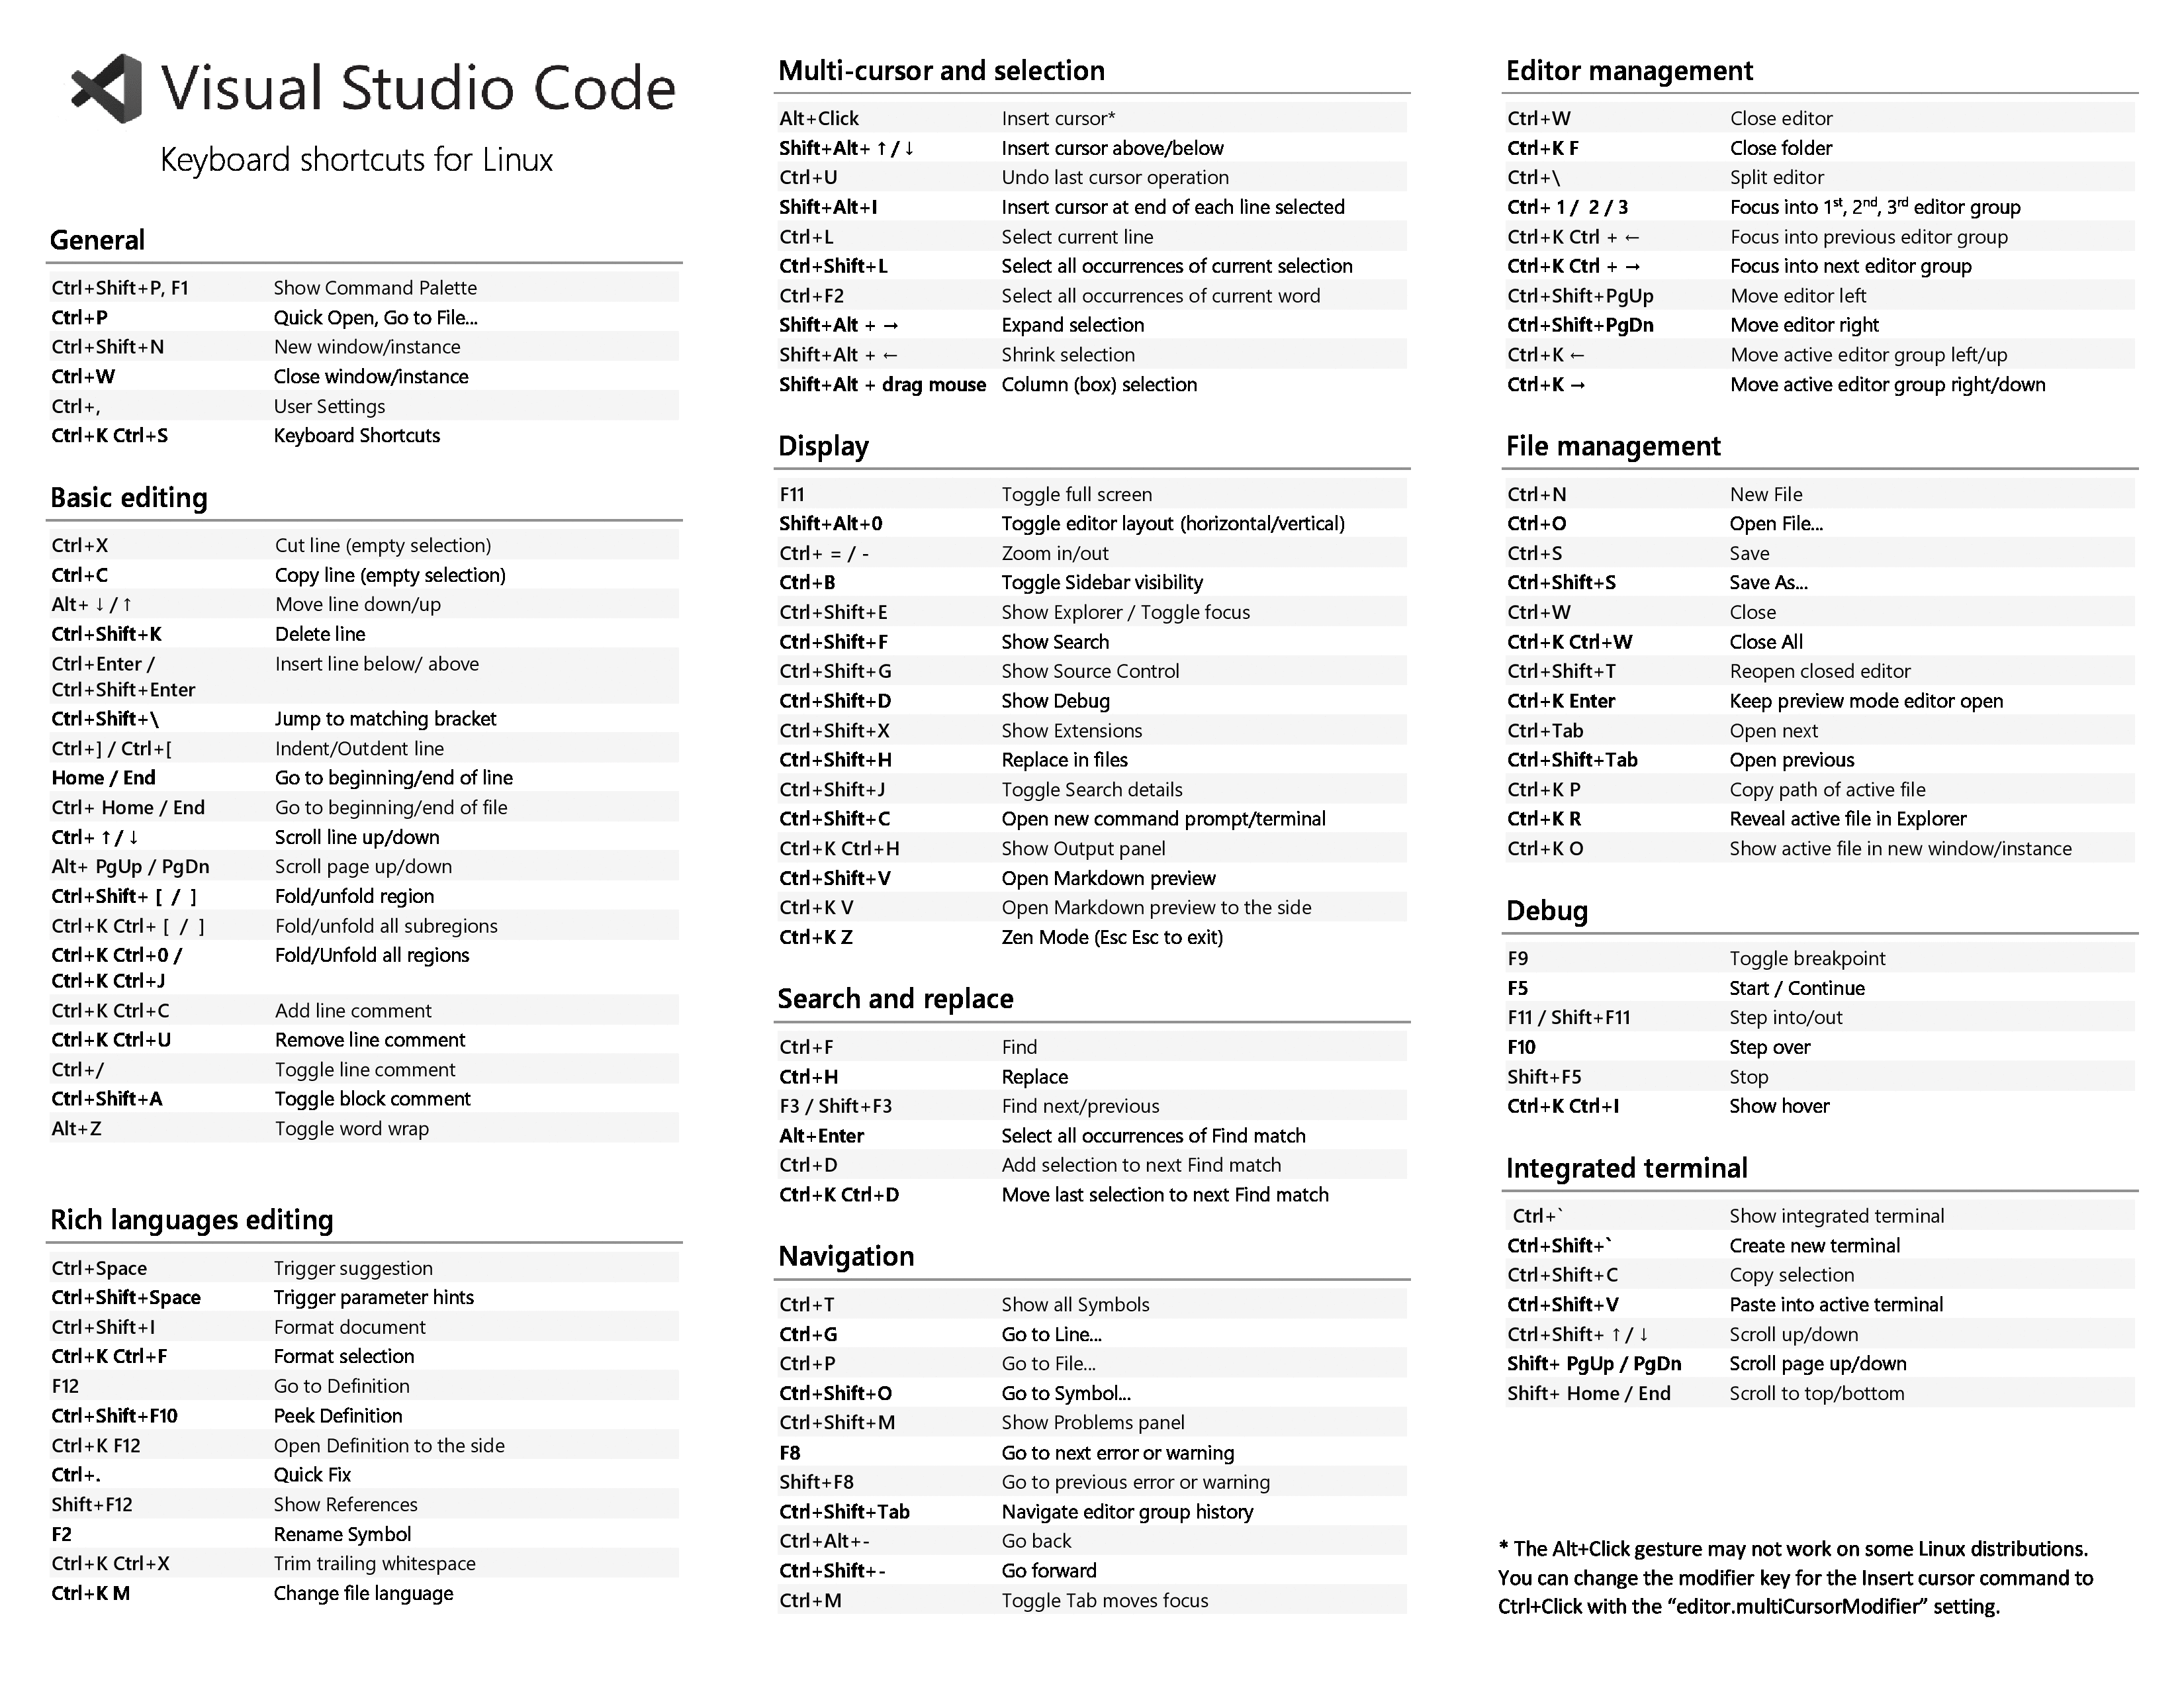 Visual Studio Code
Keyboard shortcuts for Linux
General
Ctrl+Shift+P, F1 Show Command Palette
Ctrl+P Quick Open, Go to File...
Ctrl+Shift+N New window/instance
Ctrl+W Close window/instance
Ctrl+, User Settings
Ctrl+K Ctrl+S Keyboard Shortcuts
Basic editing
Ctrl+X Cut line (empty selection)
Ctrl+C Copy line (empty selection)
Alt+ ↓ / ↑ Move line down/up
Ctrl+Shift+K Delete line
Ctrl+Enter / Insert line below/ above
Ctrl+Shift+Enter
Ctrl+Shift+\ Jump to matching bracket
Ctrl+] / Ctrl+[ Indent/Outdent line
Home / End Go to beginning/end of line
Ctrl+ Home / End Go to beginning/end of file
Ctrl+ ↑ / ↓ Scroll line up/down
Alt+ PgUp / PgDn Scroll page up/down
Ctrl+Shift+ [ / ] Fold/unfold region
Ctrl+K Ctrl+ [ / ] Fold/unfold all subregions
Ctrl+K Ctrl+0 / Fold/Unfold all regions
Ctrl+K Ctrl+J
Ctrl+K Ctrl+C Add line comment
Ctrl+K Ctrl+U Remove line comment
Ctrl+/ Toggle line comment
Ctrl+Shift+A Toggle block comment
Alt+Z Toggle word wrap
Rich languages editing
Ctrl+Space Trigger suggestion
Ctrl+Shift+Space Trigger parameter hints
Ctrl+Shift+I Format document
Ctrl+K Ctrl+F Format selection
F12 Go to Definition
Ctrl+Shift+F10 Peek Definition
Ctrl+K F12 Open Definition to the side
Ctrl+. Quick Fix
Shift+F12 Show References
F2 Rename Symbol
Ctrl+K Ctrl+X Trim trailing whitespace
Ctrl+K M Change file language
Multi-cursor and selection
Alt+Click Insert cursor*
Shift+Alt+ ↑ / ↓ Insert cursor above/below
Ctrl+U Undo last cursor operation
Shift+Alt+I Insert cursor at end of each line selected
Ctrl+L Select current line
Ctrl+Shift+L Select all occurrences of current selection
Ctrl+F2 Select all occurrences of current word
Shift+Alt + → Expand selection
Shift+Alt + ← Shrink selection
Shift+Alt + drag mouse Column (box) selection
Display
F11 Toggle full screen
Shift+Alt+0 Toggle editor layout (horizontal/vertical)
Ctrl+ = / - Zoom in/out
Ctrl+B Toggle Sidebar visibility
Ctrl+Shift+E Show Explorer / Toggle focus
Ctrl+Shift+F Show Search
Ctrl+Shift+G Show Source Control
Ctrl+Shift+D Show Debug
Ctrl+Shift+X Show Extensions
Ctrl+Shift+H Replace in files
Ctrl+Shift+J Toggle Search details
Ctrl+Shift+C Open new command prompt/terminal
Ctrl+K Ctrl+H Show Output panel
Ctrl+Shift+V Open Markdown preview
Ctrl+K V Open Markdown preview to the side
Ctrl+K Z Zen Mode (Esc Esc to exit)
Search and replace
Ctrl+F Find
Ctrl+H Replace
F3 / Shift+F3 Find next/previous
Alt+Enter Select all occurrences of Find match
Ctrl+D Add selection to next Find match
Ctrl+K Ctrl+D Move last selection to next Find match
Navigation
Ctrl+T Show all Symbols
Ctrl+G Go to Line...
Ctrl+P Go to File...
Ctrl+Shift+O Go to Symbol...
Ctrl+Shift+M Show Problems panel
F8 Go to next error or warning
Shift+F8 Go to previous error or warning
Ctrl+Shift+Tab Navigate editor group history
Ctrl+Alt+- Go back
Ctrl+Shift+- Go forward
Ctrl+M Toggle Tab moves focus
Editor management
Ctrl+W Close editor
Ctrl+K F Close folder
Ctrl+\ Split editor
Ctrl+ 1 / 2 / 3 Focus into 1st, 2nd, 3rd editor group
Ctrl+K Ctrl + ← Focus into previous editor group
Ctrl+K Ctrl + → Focus into next editor group
Ctrl+Shift+PgUp Move editor left
Ctrl+Shift+PgDn Move editor right
Ctrl+K ← Move active editor group left/up
Ctrl+K → Move active editor group right/down
File management
Ctrl+N New File
Ctrl+O Open File...
Ctrl+S Save
Ctrl+Shift+S Save As...
Ctrl+W Close
Ctrl+K Ctrl+W Close All
Ctrl+Shift+T Reopen closed editor
Ctrl+K Enter Keep preview mode editor open
Ctrl+Tab Open next
Ctrl+Shift+Tab Open previous
Ctrl+K P Copy path of active file
Ctrl+K R Reveal active file in Explorer
Ctrl+K O Show active file in new window/instance
Debug
F9 Toggle breakpoint
F5 Start / Continue
F11 / Shift+F11 Step into/out
F10 Step over
Shift+F5 Stop
Ctrl+K Ctrl+I Show hover
Integrated terminal
Ctrl+` Show integrated terminal
Ctrl+Shift+` Create new terminal
Ctrl+Shift+C Copy selection
Ctrl+Shift+V Paste into active terminal
Ctrl+Shift+ ↑ / ↓ Scroll up/down
Shift+ PgUp / PgDn Scroll page up/down
Shift+ Home / End Scroll to top/bottom
* The Alt+Click gesture may not work on some Linux distributions.
You can change the modifier key for the Insert cursor command to
Ctrl+Click with the “editor.multiCursorModifier” setting.